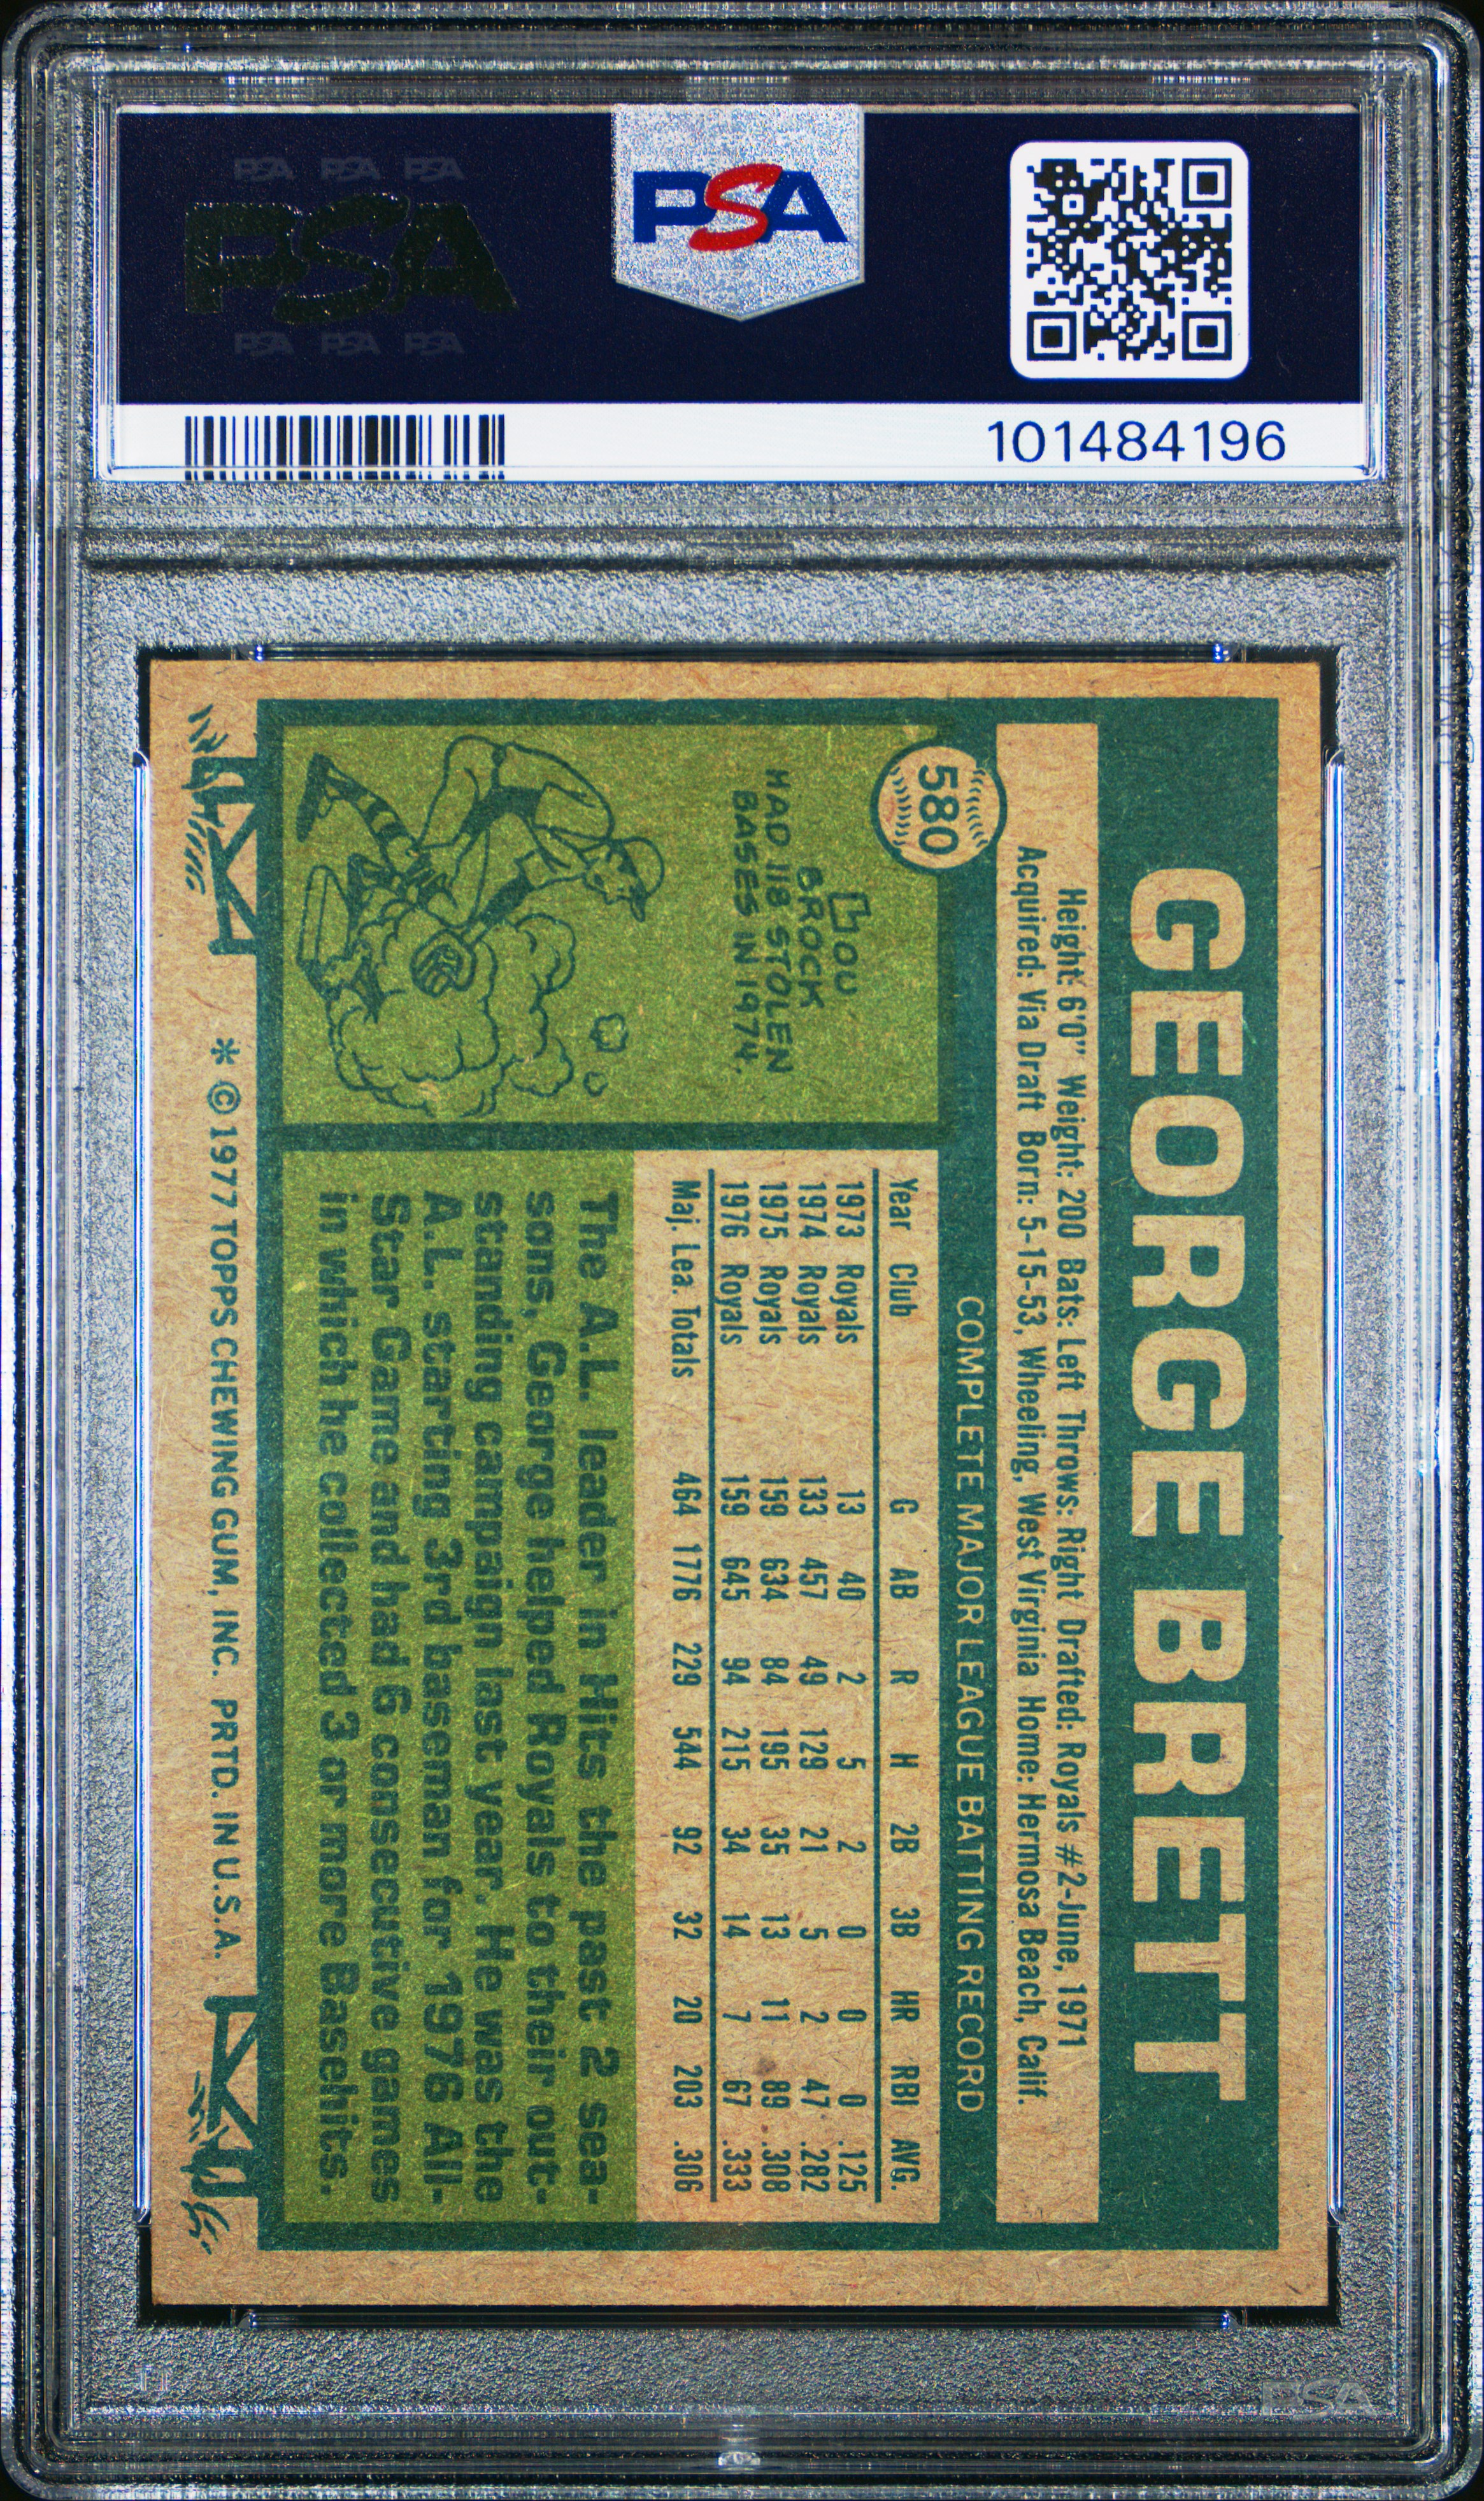 PSA PSA PSA
PSA
PSA PSA PSA
PSA
101484196
GEORGE BRETT
Height: 6'0" Weight: 200 Bats: Left Throws: Right Drafted: Royals #2-June, 1971
Acquired: Via Draft Born: 5-15-53, Wheeling, West Virginia Home: Hermosa Beach, Calif.
580
COMPLETE MAJOR LEAGUE BATTING RECORD
LOU
BROCK
HAD 118 STOLEN
BASES IN 1974.
Year Club G AB R H 2B 3B HR RBI AVG.
1973 Royals 13 40 2 5 2 0 0 0 .125
1974 Royals 133 457 49 129 21 5 2 47 .282
1975 Royals 159 634 84 195 35 13 11 89 .308
1976 Royals 159 645 94 215 34 14 7 67 .333
Maj. Lea. Totals 464 1776 229 544 92 32 20 203 .306
The A.L. leader in Hits the past 2 sea-
sons, George helped Royals to their out-
standing campaign last year. He was the
A.L. starting 3rd baseman for 1976 All-
Star Game and had 6 consecutive games
in which he collected 3 or more Basehits.
* © 1977 TOPPS CHEWING GUM, INC. PRTD. IN U.S.A.
PSA